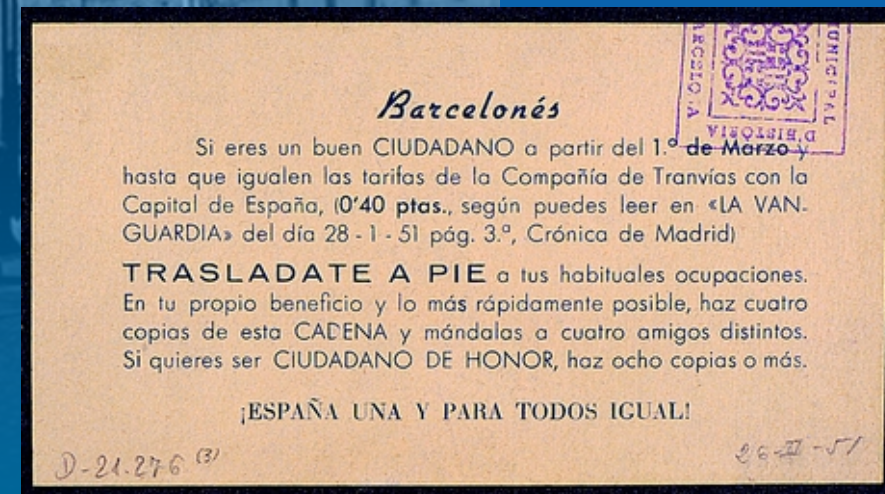 Barcelonés
Si eres un buen CIUDADANO a partir del 1.º de Marzo y
hasta que igualen las tarifas de la Compañía de Tranvías con la
Capital de España, (0'40 ptas., según puedes leer en «LA VAN-
GUARDIA» del día 28 - 1 - 51 pág. 3.ª, Crónica de Madrid)
TRASLADATE A PIE a tus habituales ocupaciones.
En tu propio beneficio y lo más rápidamente posible, haz cuatro
copias de esta CADENA y mándalas a cuatro amigos distintos.
Si quieres ser CIUDADANO DE HONOR, haz ocho copias o más.
¡ESPAÑA UNA Y PARA TODOS IGUAL!
D-21.276 (3)
26-II-51
UNICIPAL
D'HISTÒRIA
ARCELONA